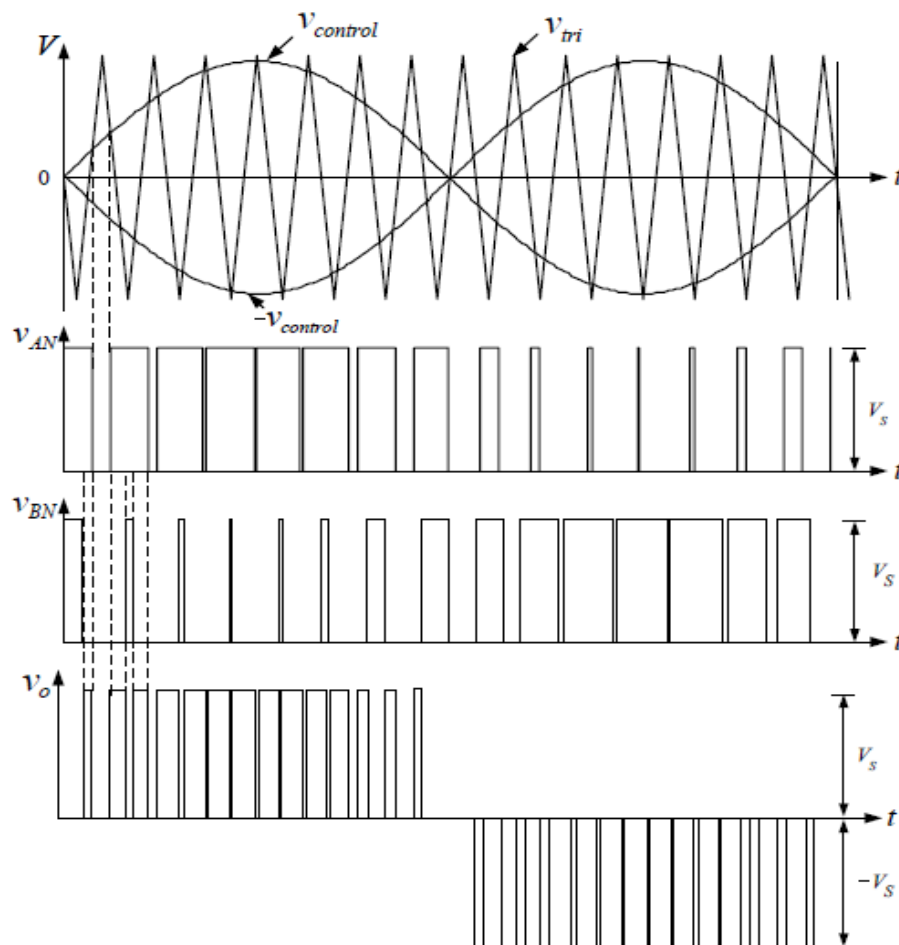 v_control
v_tri
V
0
t
-v_control
v_AN
V_s
t
v_BN
V_S
t
v_o
V_s
t
-V_S